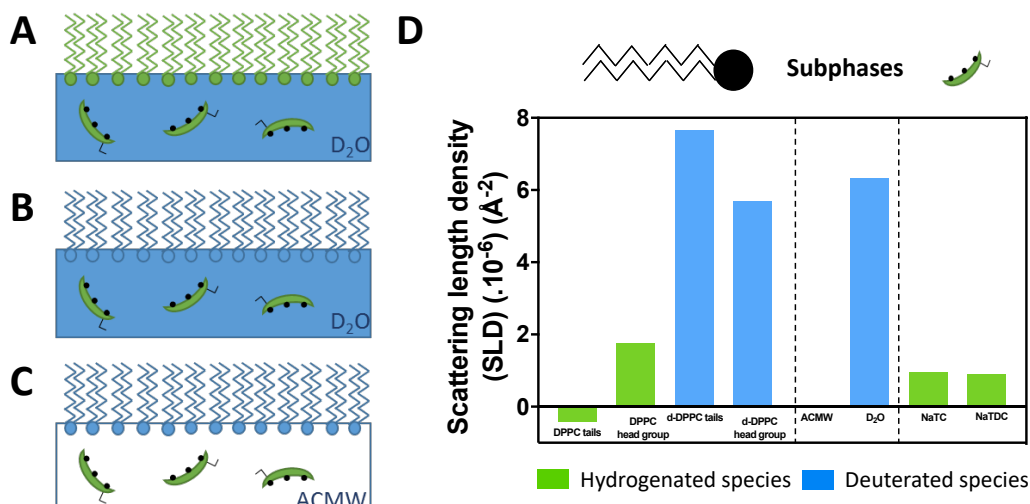 A
D₂O
B
D₂O
C
ACMW
D
Subphases
Scattering length density
(SLD) (.10⁻⁶) (Å⁻²)
8
6
4
2
0
DPPC tails
DPPC
head group
d-DPPC tails
d-DPPC
head group
ACMW
D₂O
NaTC
NaTDC
Hydrogenated species
Deuterated species